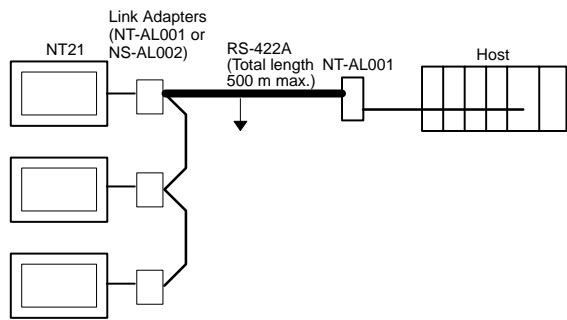 Link Adapters
(NT-AL001 or
NS-AL002)
NT21
RS-422A
(Total length
500 m max.)
NT-AL001
Host